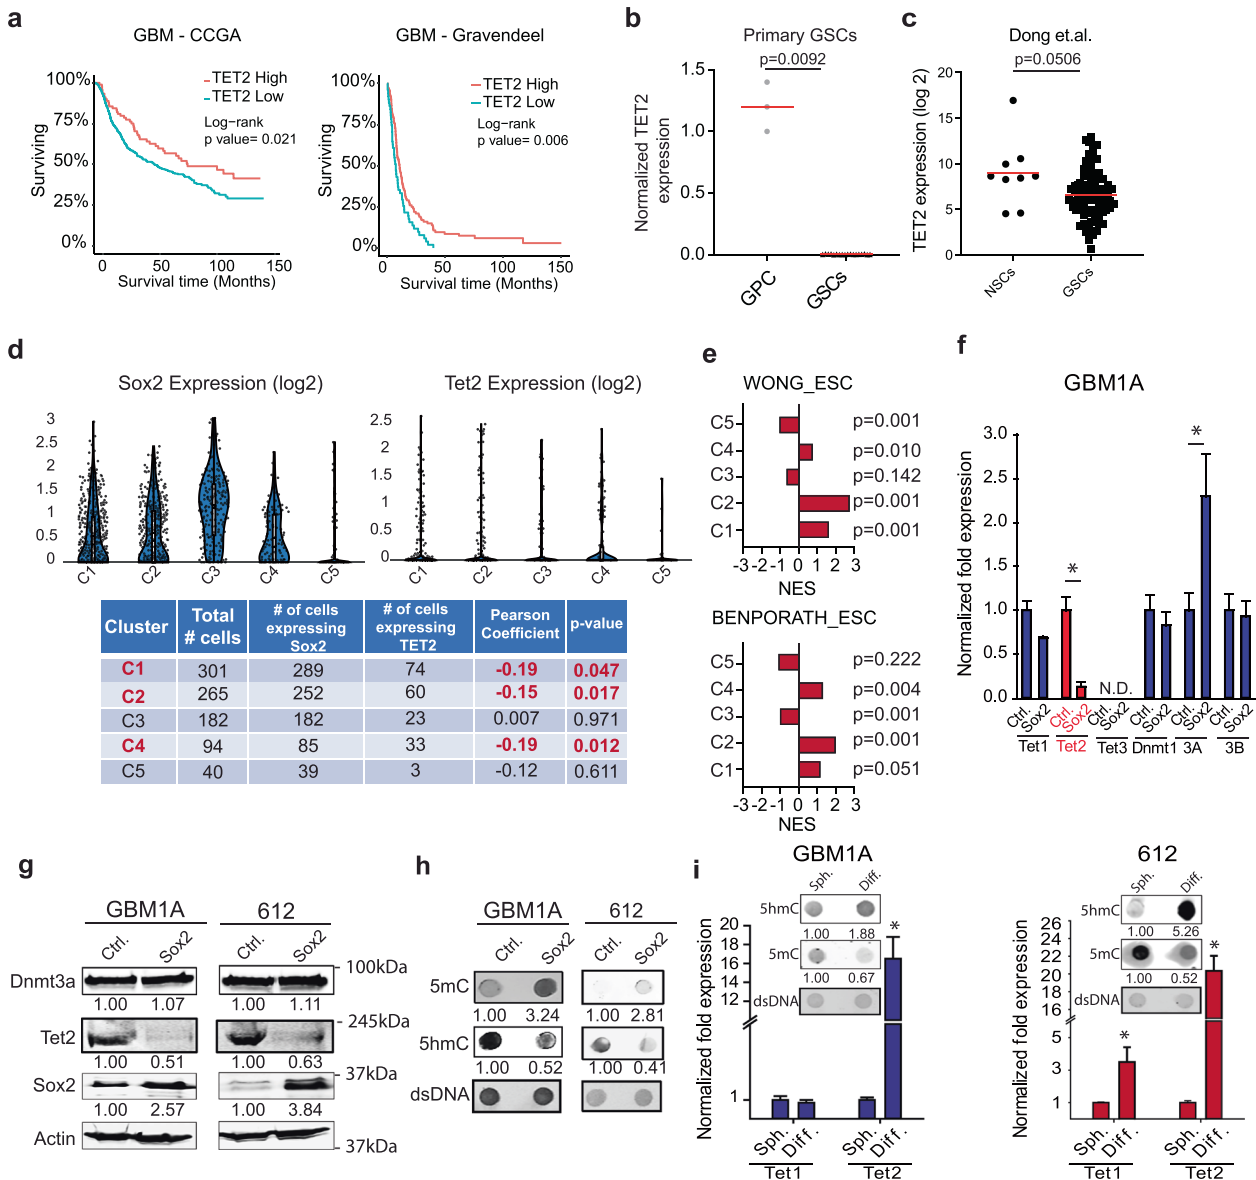 a
GBM - CCGA
100%
75%
50%
25%
0%
Surviving
TET2 High
TET2 Low
Log−rank
p value= 0.021
0 50 100 150
Survival time (Months)
GBM - Gravendeel
100%
75%
50%
25%
0%
Surviving
TET2 High
TET2 Low
Log−rank
p value= 0.006
0 50 100 150
Survival time (Months)
b
Primary GSCs
p=0.0092
Normalized TET2
expression
1.5
1.0
0.5
0.0
GPC GSCs
c
Dong et.al.
p=0.0506
TET2 expression (log 2)
20
15
10
5
0
NSCs GSCs
d
Sox2 Expression (log2)
3
2.5
2
1.5
1
0.5
0
C1 C2 C3 C4 C5
Tet2 Expression (log2)
2.5
2
1.5
1
0.5
0
C1 C2 C3 C4 C5
Cluster Total # cells # of cells expressing Sox2 # of cells expressing TET2 Pearson Coefficient p-value
C1 301 289 74 -0.19 0.047
C2 265 252 60 -0.15 0.017
C3 182 182 23 0.007 0.971
C4 94 85 33 -0.19 0.012
C5 40 39 3 -0.12 0.611
e
WONG_ESC
C5 p=0.001
C4 p=0.010
C3 p=0.142
C2 p=0.001
C1 p=0.001
-3 -2 -1 0 1 2 3
NES
BENPORATH_ESC
C5 p=0.222
C4 p=0.004
C3 p=0.001
C2 p=0.001
C1 p=0.051
-3 -2 -1 0 1 2 3
NES
f
GBM1A
Normalized fold expression
3.0
2.5
2.0
1.5
1.0
0.5
0.0
*
*
N.D.
Ctrl. Sox2 Ctrl. Sox2 Ctrl. Sox2 Ctrl. Sox2 Ctrl. Sox2 Ctrl. Sox2
Tet1 Tet2 Tet3 Dnmt1 3A 3B
g
GBM1A 612
Ctrl. Sox2 Ctrl. Sox2
Dnmt3a 100kDa
1.00 1.07 1.00 1.11
245kDa
Tet2
1.00 0.51 1.00 0.63
37kDa
Sox2
1.00 2.57 1.00 3.84
Actin
37kDa
h
GBM1A 612
Ctrl. Sox2 Ctrl. Sox2
5mC
1.00 3.24 1.00 2.81
5hmC
1.00 0.52 1.00 0.41
dsDNA
i
GBM1A
Sph. Diff.
5hmC
1.00 1.88
5mC
1.00 0.67
dsDNA
Normalized fold expression
20
18
16
14
12
1
*
Sph. Diff. Sph. Diff.
Tet1 Tet2
612
Sph. Diff.
5hmC
1.00 5.26
5mC
1.00 0.52
dsDNA
Normalized fold expression
26
24
22
20
18
16
5
3
1
*
*
Sph. Diff. Sph. Diff.
Tet1 Tet2